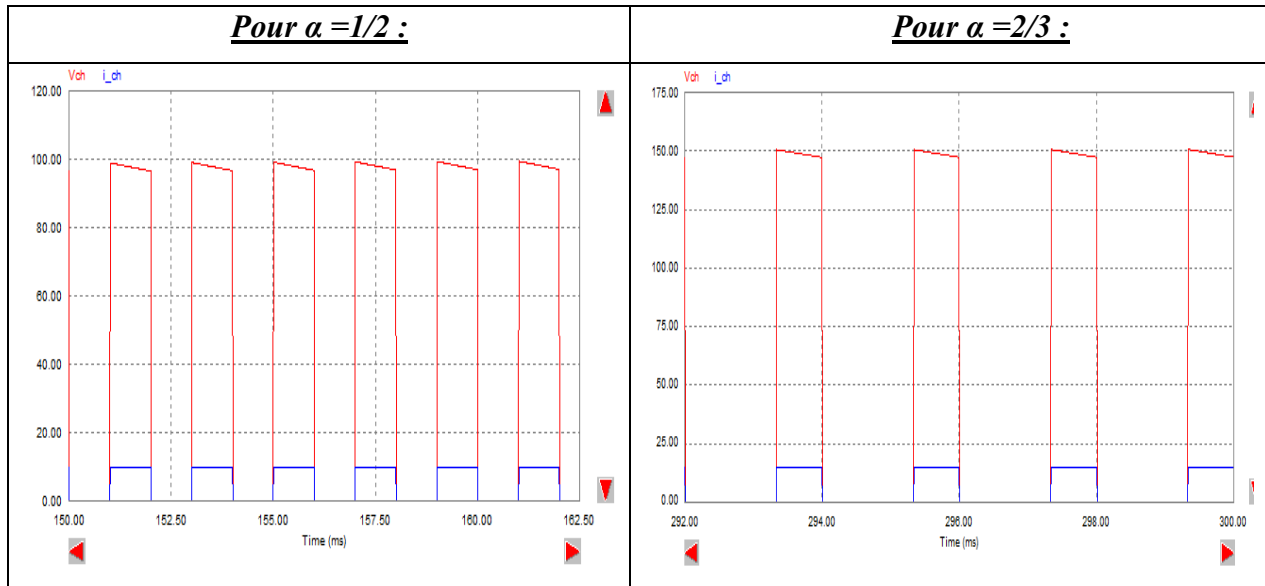 Pour α =1/2 :
Pour α =2/3 :
Vch i_ch
120.00
100.00
80.00
60.00
40.00
20.00
0.00
150.00 152.50 155.00 157.50 160.00 162.50
Time (ms)
Vch i_ch
175.00
150.00
125.00
100.00
75.00
50.00
25.00
0.00
292.00 294.00 296.00 298.00 300.00
Time (ms)